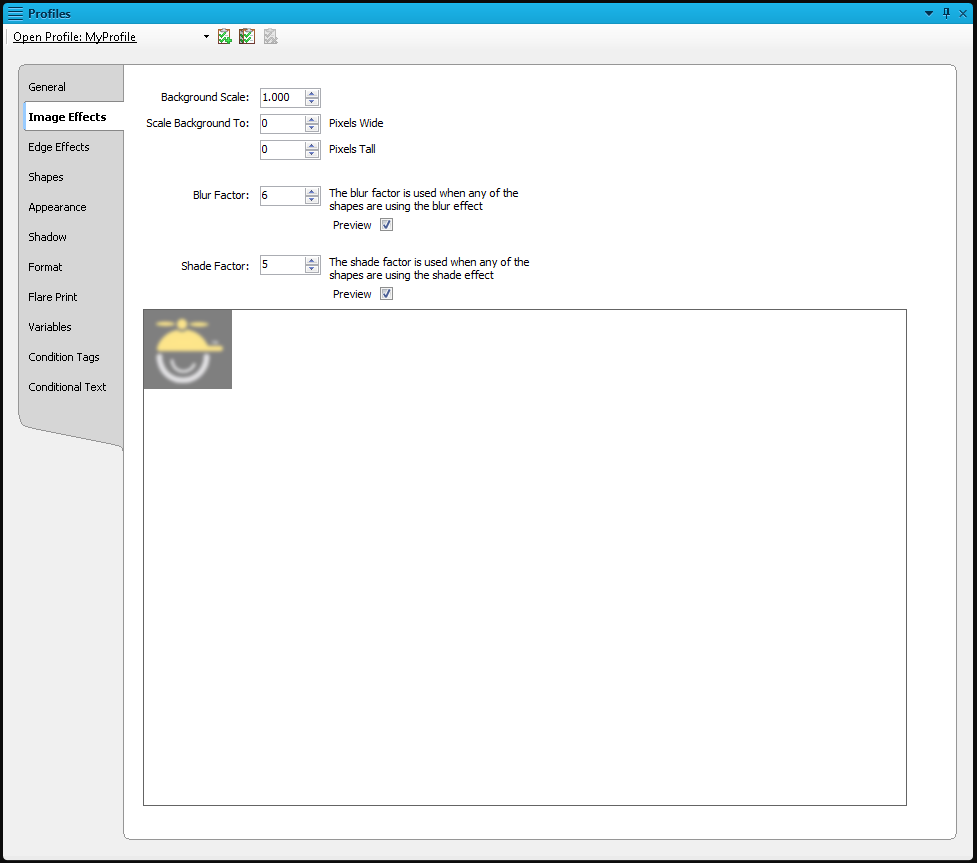 Profiles
Open Profile: MyProfile
General
Image Effects
Edge Effects
Shapes
Appearance
Shadow
Format
Flare Print
Variables
Condition Tags
Conditional Text
Background Scale: 1.000
Scale Background To: 0 Pixels Wide
0 Pixels Tall
Blur Factor: 6 The blur factor is used when any of the
shapes are using the blur effect
Preview
Shade Factor: 5 The shade factor is used when any of the
shapes are using the shade effect
Preview